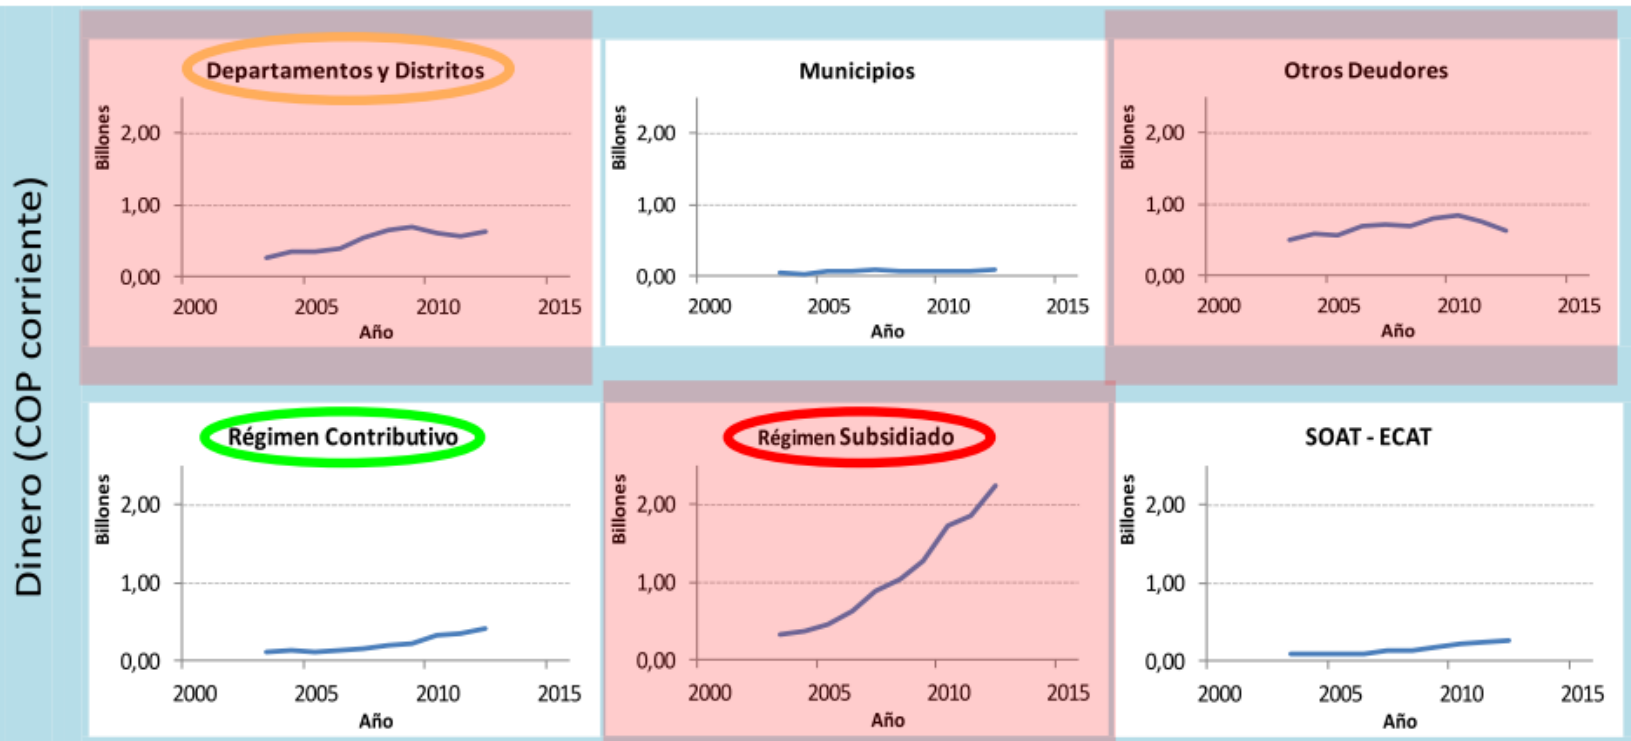 Dinero (COP corriente)
Departamentos y Distritos
Billones
2,00
1,00
0,00
2000 2005 2010 2015
Año
Municipios
Billones
2,00
1,00
0,00
2000 2005 2010 2015
Año
Otros Deudores
Billones
2,00
1,00
0,00
2000 2005 2010 2015
Año
Régimen Contributivo
Billones
2,00
1,00
0,00
2000 2005 2010 2015
Año
Régimen Subsidiado
Billones
2,00
1,00
0,00
2000 2005 2010 2015
Año
SOAT - ECAT
Billones
2,00
1,00
0,00
2000 2005 2010 2015
Año